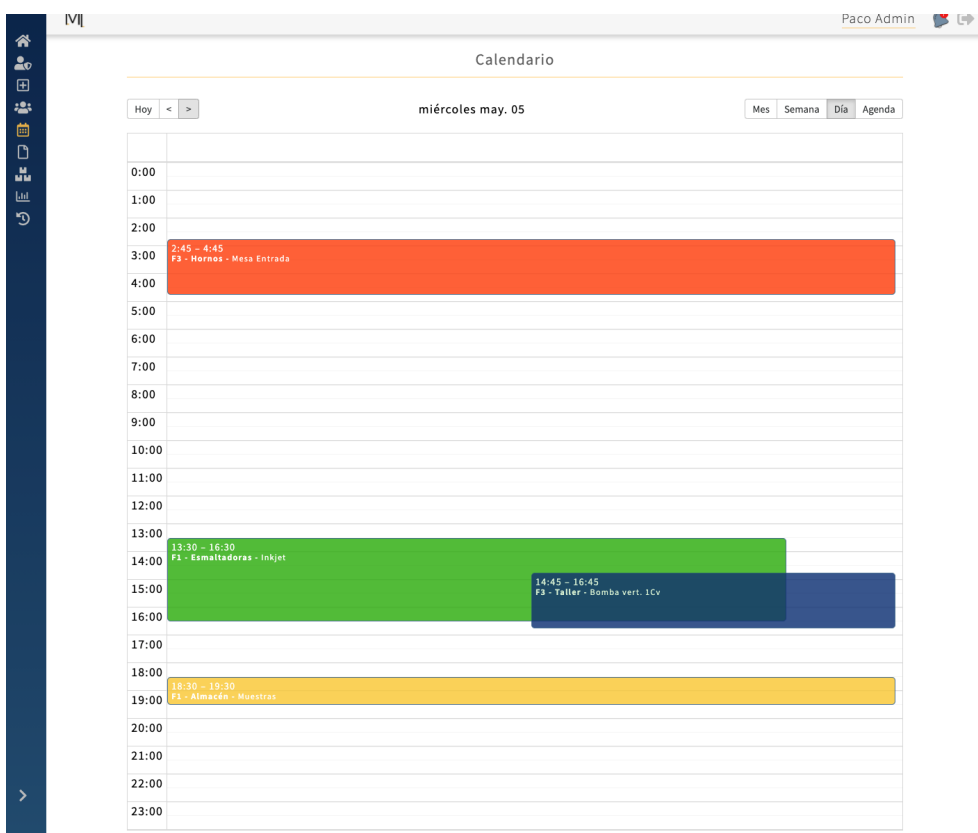 M
Paco Admin
Calendario
Hoy < >
miércoles may. 05
Mes Semana Día Agenda
0:00
1:00
2:00
2:45 – 4:45
F3 - Hornos - Mesa Entrada
3:00
4:00
5:00
6:00
7:00
8:00
9:00
10:00
11:00
12:00
13:00
13:30 – 16:30
F1 - Esmaltadoras - Inkjet
14:00
14:45 – 16:45
F3 - Taller - Bomba vert. 1Cv
15:00
16:00
17:00
18:00
18:30 – 19:30
F1 - Almacén - Muestras
19:00
20:00
21:00
22:00
23:00